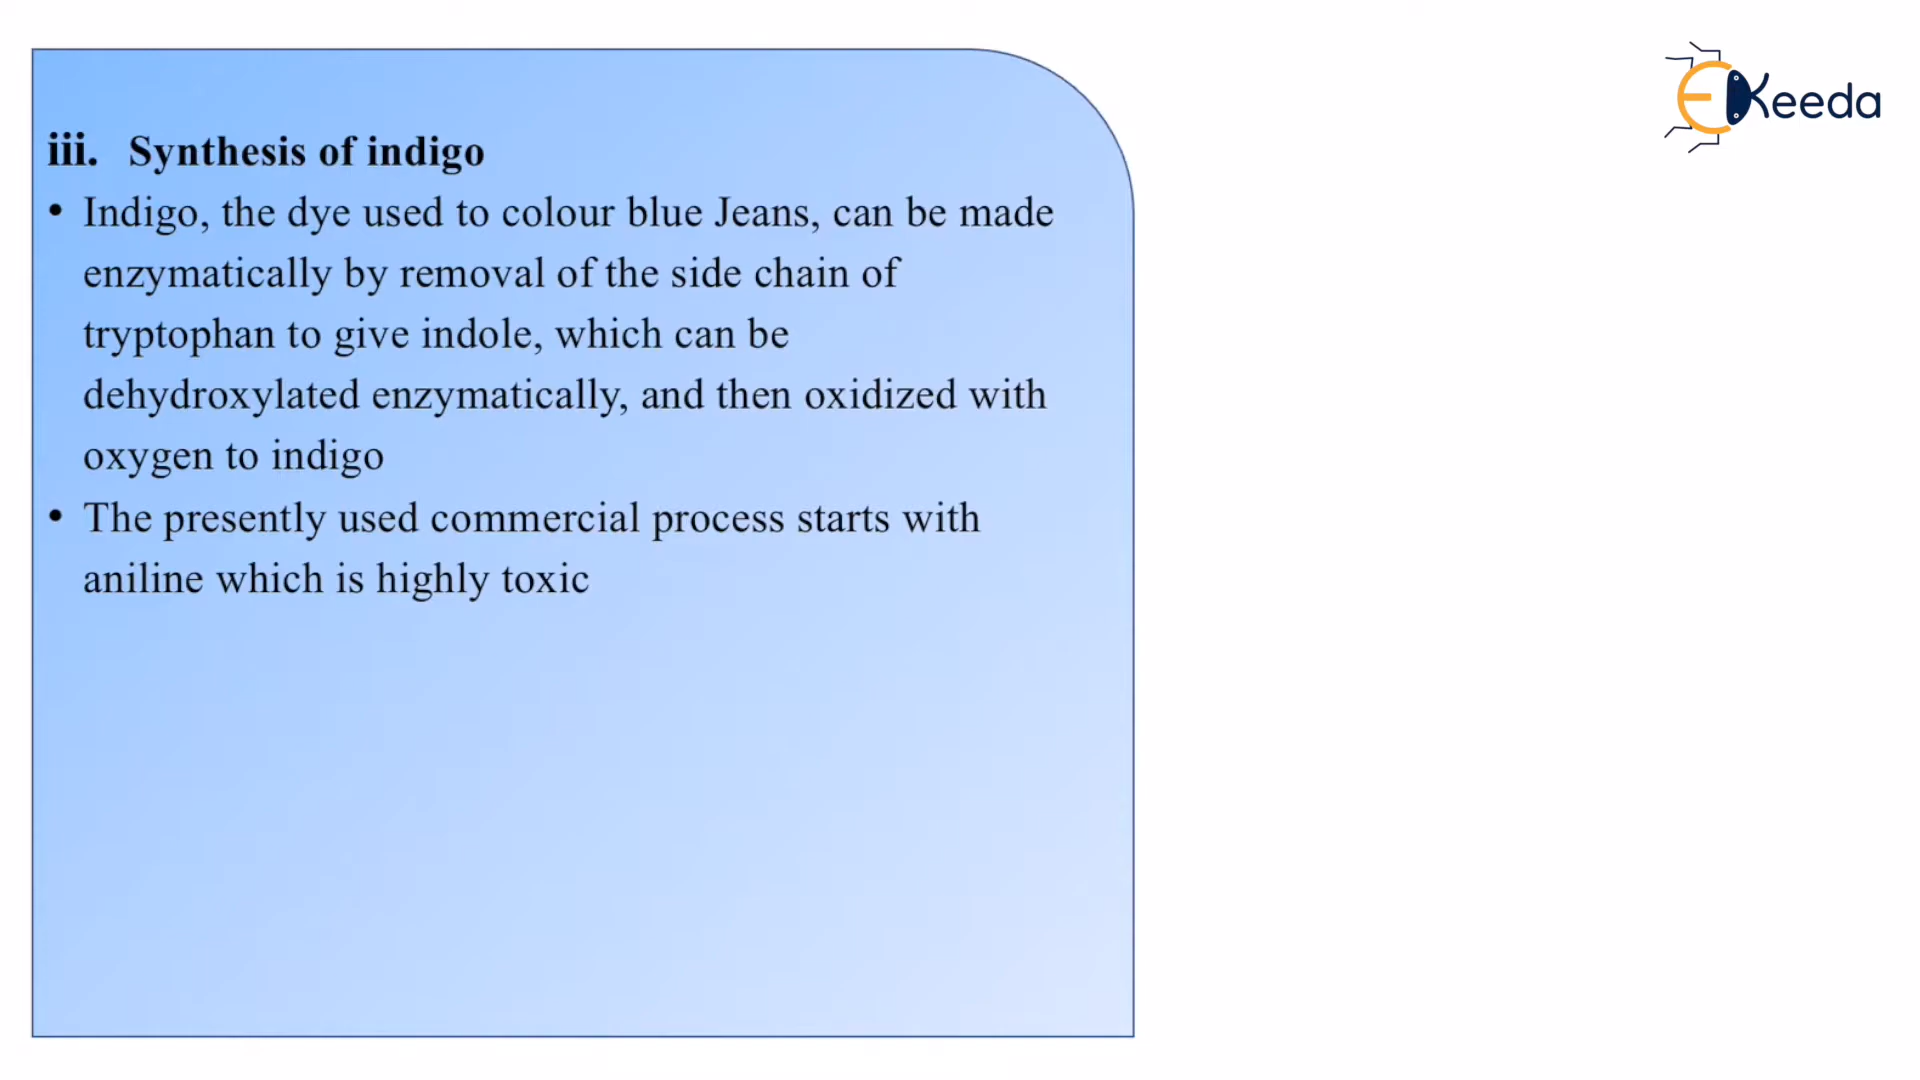 EKeeda
iii. Synthesis of indigo
• Indigo, the dye used to colour blue Jeans, can be made
enzymatically by removal of the side chain of
tryptophan to give indole, which can be
dehydroxylated enzymatically, and then oxidized with
oxygen to indigo
• The presently used commercial process starts with
aniline which is highly toxic